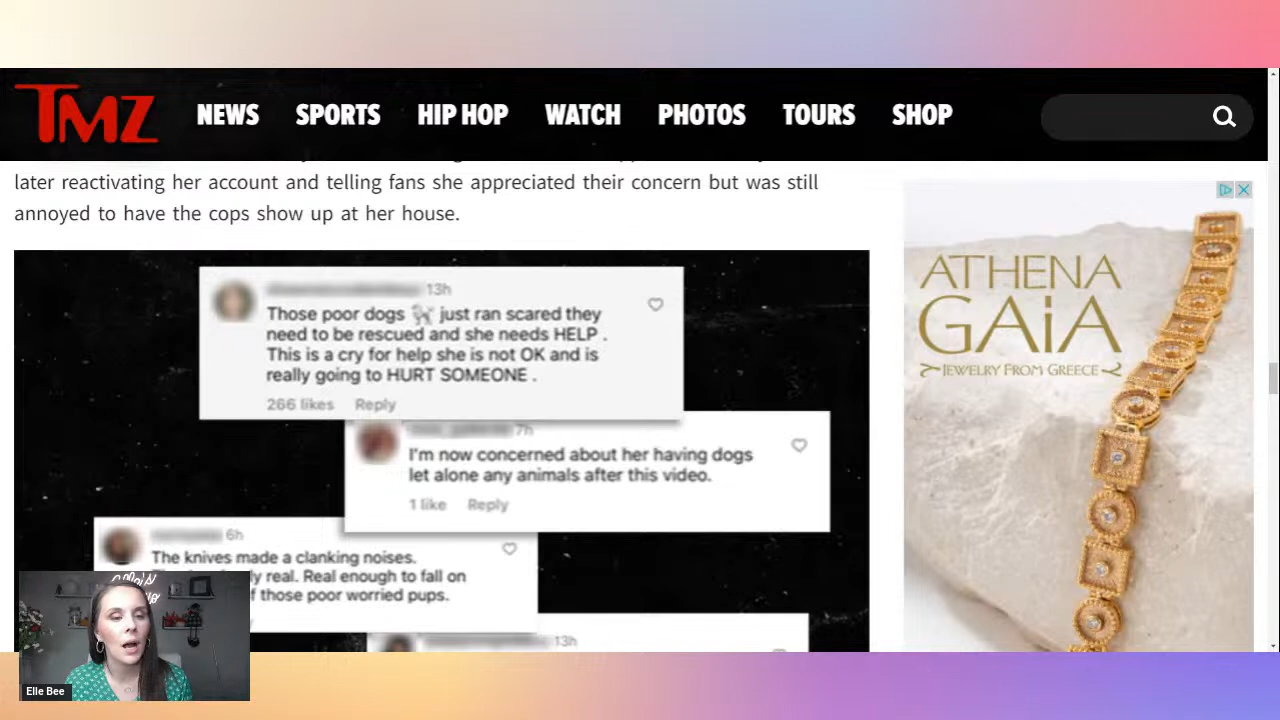 TMZ
NEWS SPORTS HIP HOP WATCH PHOTOS TOURS SHOP
later reactivating her account and telling fans she appreciated their concern but was still
annoyed to have the cops show up at her house.
13h
Those poor dogs 🐕 just ran scared they
need to be rescued and she needs HELP .
This is a cry for help she is not OK and is
really going to HURT SOMEONE .
266 likes Reply
7h
I'm now concerned about her having dogs
let alone any animals after this video.
1 like Reply
6h
The knives made a clanking noises.
real. Real enough to fall on
those poor worried pups.
13h
ATHENA
GAiA
JEWELRY FROM GREECE
Elle Bee